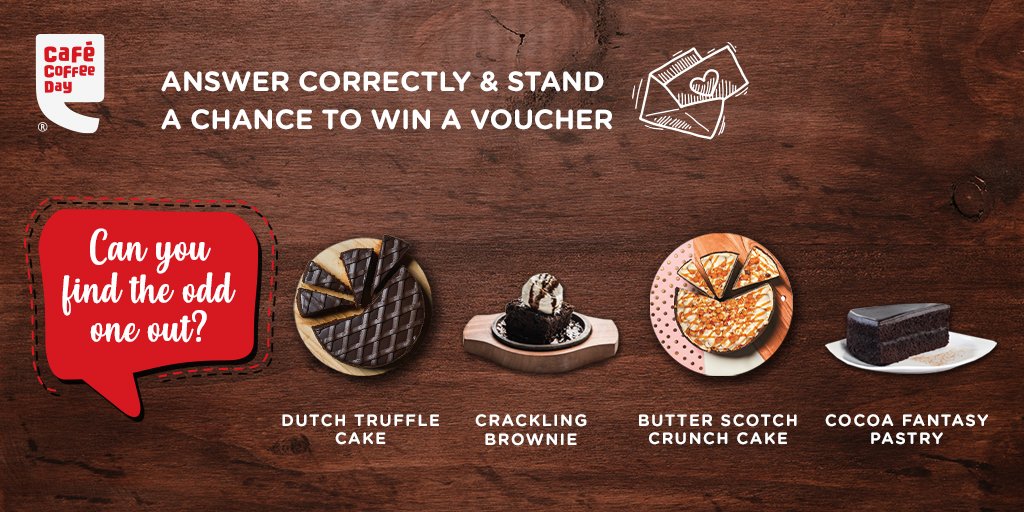 Café
Coffee
Day
®
ANSWER CORRECTLY & STAND
A CHANCE TO WIN A VOUCHER
Can you
find the odd
one out?
DUTCH TRUFFLE
CAKE
CRACKLING
BROWNIE
BUTTER SCOTCH
CRUNCH CAKE
COCOA FANTASY
PASTRY